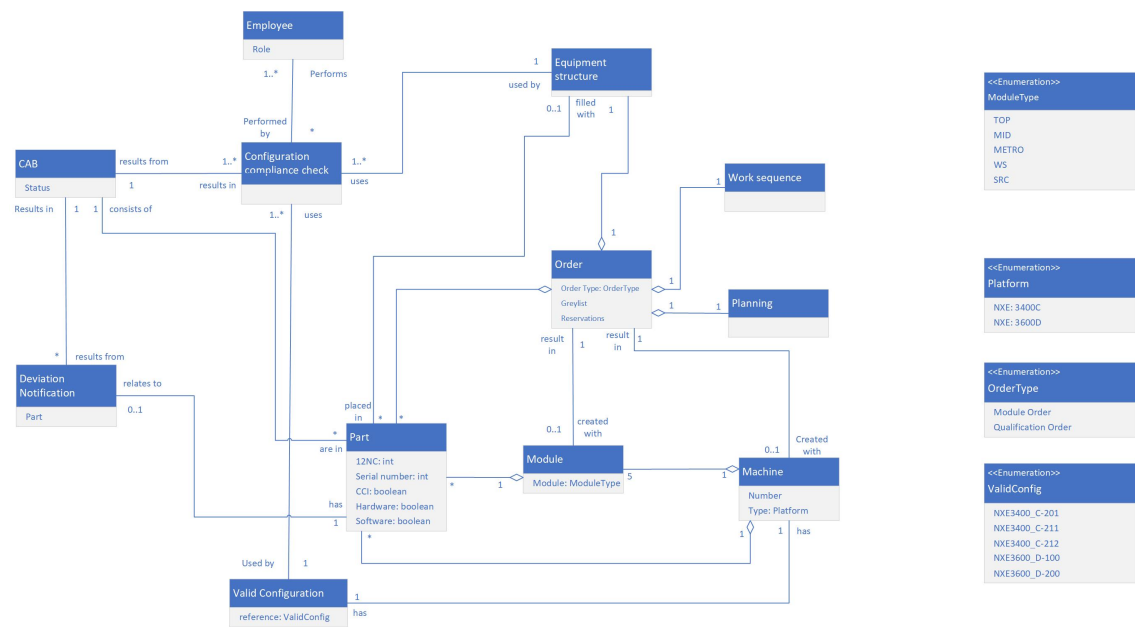 Employee
Role
1..*
Performs
Performed
by
*
Equipment
structure
1
used by
0..1
filled
with
1
<<Enumeration>>
ModuleType
TOP
MID
METRO
WS
SRC
CAB
Status
results from
1
1..*
results in
Configuration
compliance check
1..*
uses
1..*
uses
Work sequence
1
Results in
1
1
consists of
1
Order
Order Type: OrderType
Greylist
Reservations
1
1
1
Planning
<<Enumeration>>
Platform
NXE: 3400C
NXE: 3600D
result
in
1
result
in
1
*
results from
Deviation
Notification
Part
relates to
0..1
<<Enumeration>>
OrderType
Module Order
Qualification Order
placed
in
*
*
0..1
created
with
0..1
Created
with
*
are in
Part
12NC: int
Serial number: int
CCI: boolean
Hardware: boolean
Software: boolean
*
1
Module
Module: ModuleType
5
1
Machine
Number
Type: Platform
<<Enumeration>>
ValidConfig
NXE3400_C-201
NXE3400_C-211
NXE3400_C-212
NXE3600_D-100
NXE3600_D-200
has
1
*
1
1
has
Used by
1
Valid Configuration
reference: ValidConfig
1
has